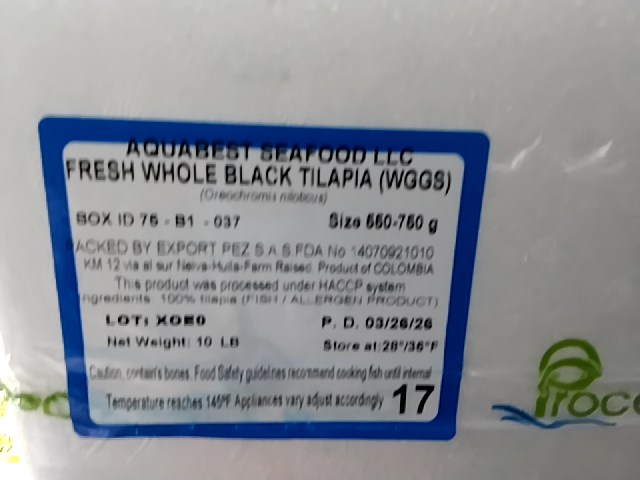 AQUABEST SEAFOOD LLC
FRESH WHOLE BLACK TILAPIA (WGGS)
(Oreochromis niloticus)
BOX ID 75 - B1 - 037 Size 550-750 g
PACKED BY EXPORT PEZ S.A.S FDA No 14070921010
KM 12 via al sur Neiva-Huila-Farm Raised. Product of COLOMBIA
This product was processed under HACCP system
Ingredients 100% tilapia (FISH / ALLERGEN PRODUCT)
LOT: XOE0 P. D. 03/26/26
Net Weight: 10 LB Store at:28°/36°F
Caution, contain's bones. Food Safety guidelines recommend cooking fish until internal
Temperature reaches 145°F Appliances vary adjust accordingly 17
Proce